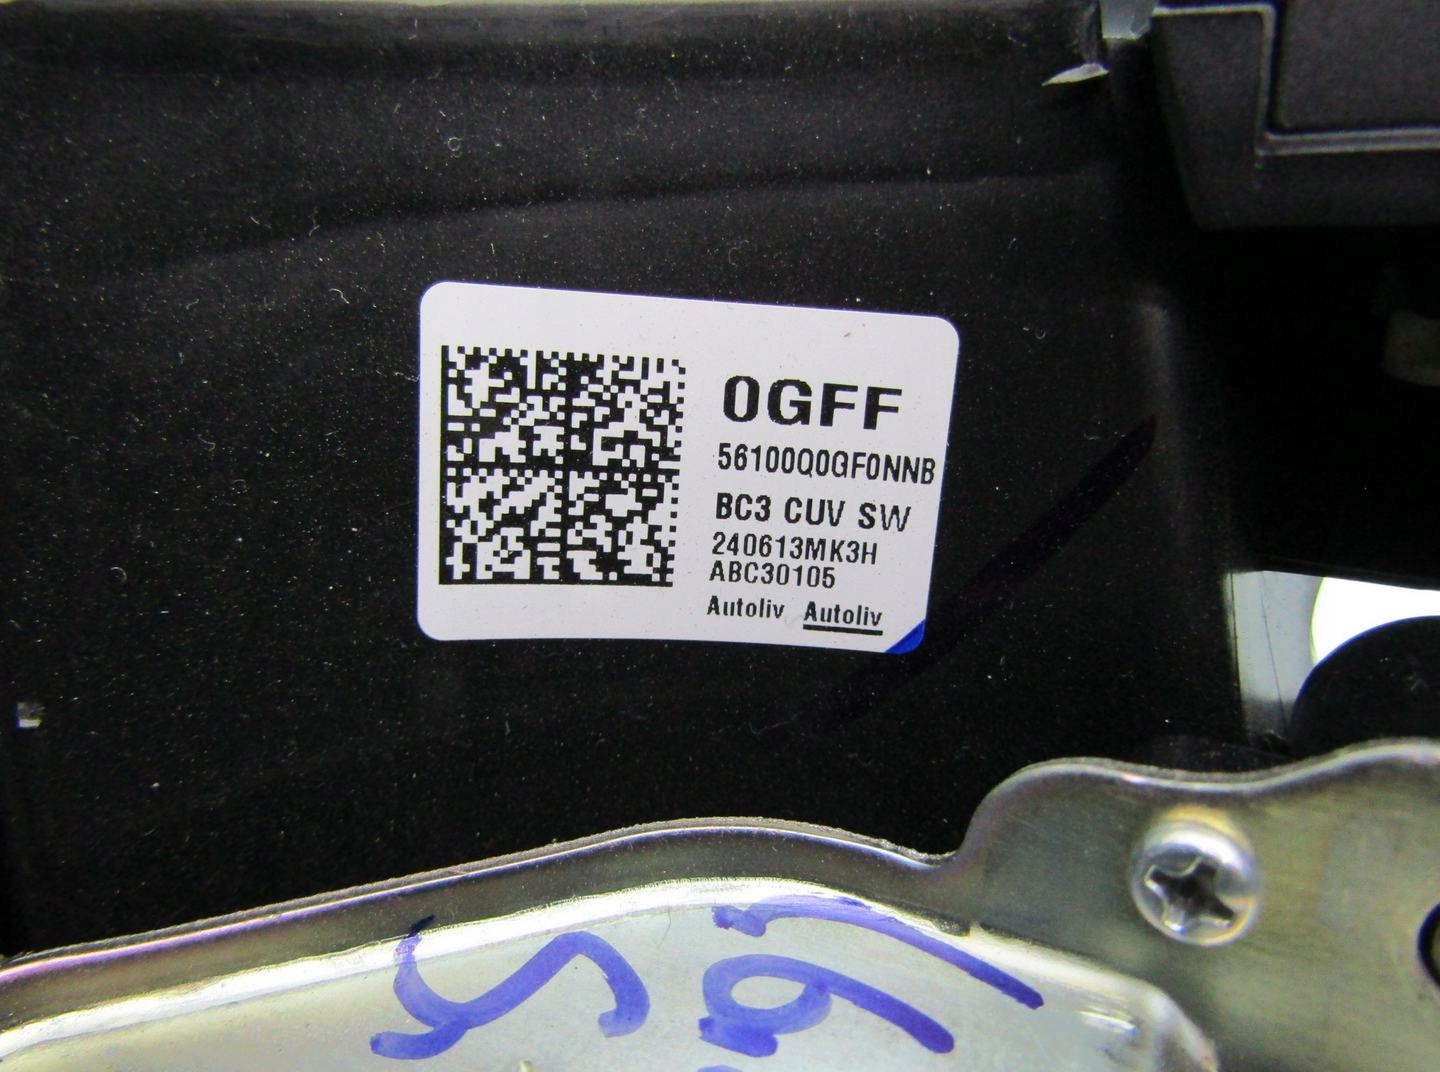 0GFF
56100Q0GF0NNB
BC3 CUV SW
240613MK3H
ABC30105
Autoliv Autoliv